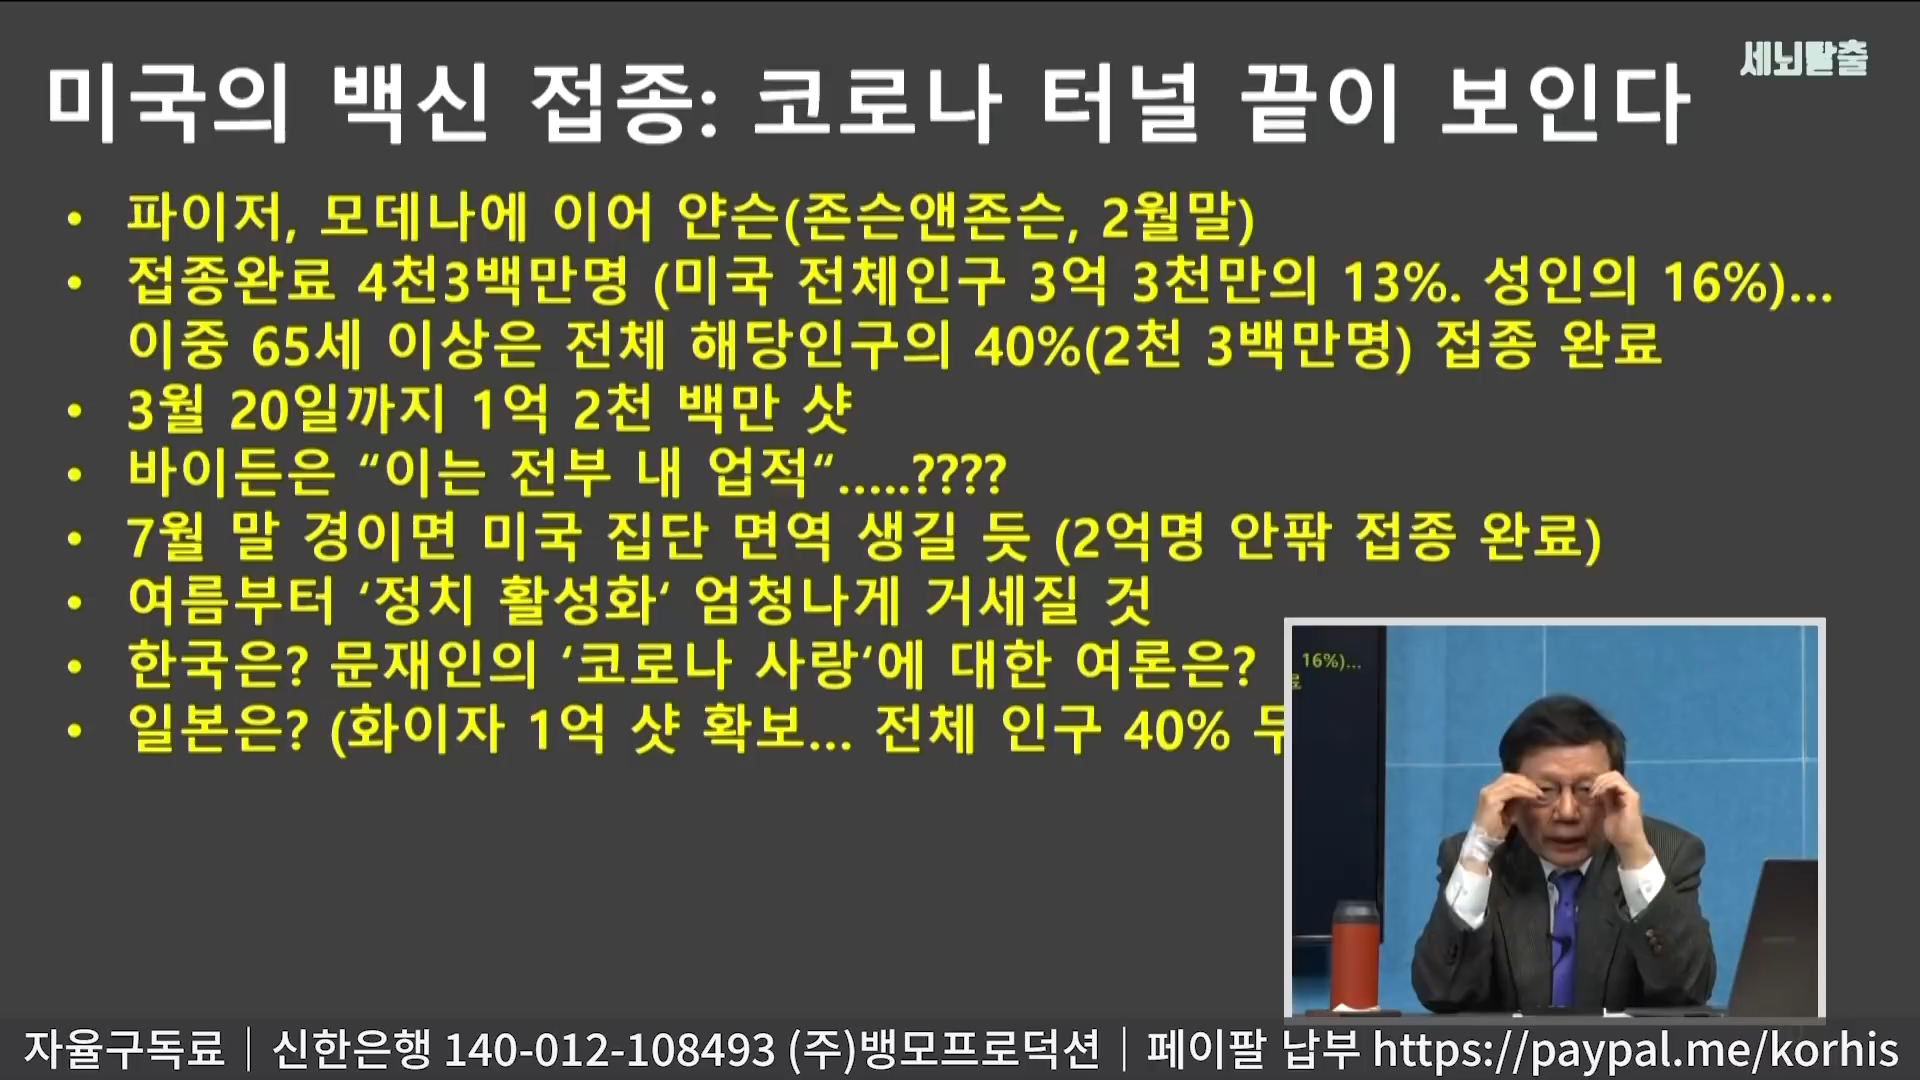 미국의 백신 접종: 코로나 터널 끝이 보인다
세뇌탈출
• 파이저, 모데나에 이어 얀슨(존슨앤존슨, 2월말)
• 접종완료 4천3백만명 (미국 전체인구 3억 3천만의 13%. 성인의 16%)...
이중 65세 이상은 전체 해당인구의 40%(2천 3백만명) 접종 완료
• 3월 20일까지 1억 2천 백만 샷
• 바이든은 “이는 전부 내 업적“.....????
• 7월 말 경이면 미국 집단 면역 생길 듯 (2억명 안팎 접종 완료)
• 여름부터 ‘정치 활성화‘ 엄청나게 거세질 것
• 한국은? 문재인의 ‘코로나 사랑‘에 대한 여론은?
• 일본은? (화이자 1억 샷 확보... 전체 인구 40%
16%)...
료
자율구독료│신한은행 140-012-108493 (주)뱅모프로덕션│페이팔 납부 https://paypal.me/korhis